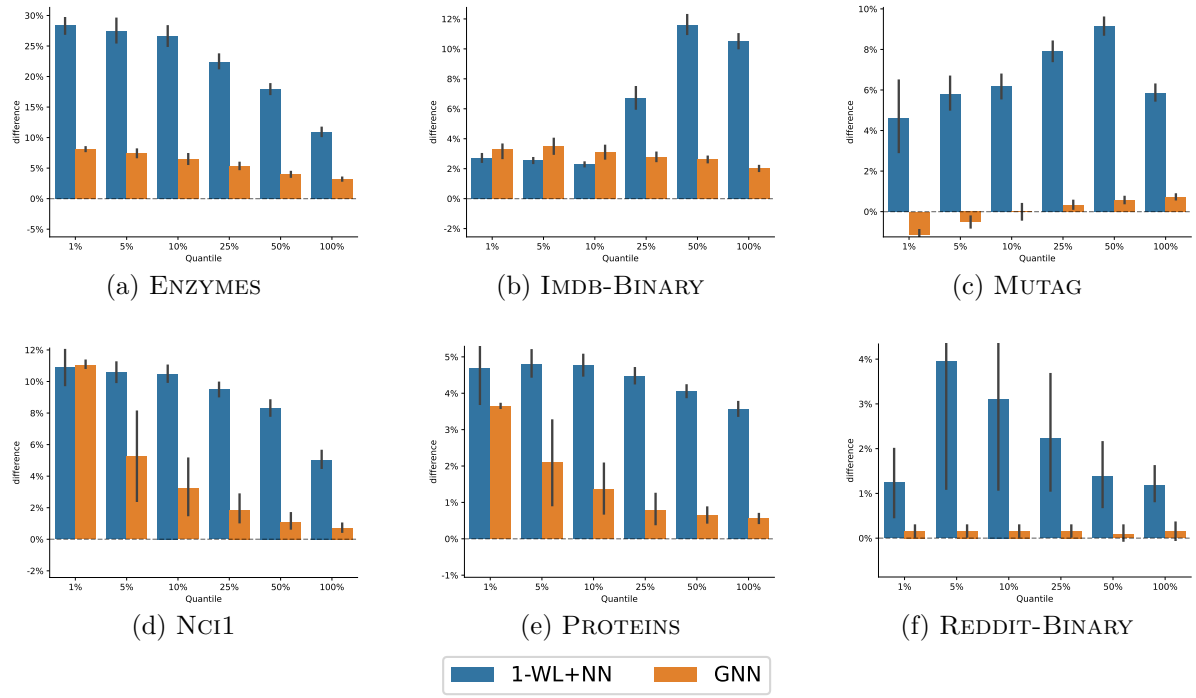 difference
30%
25%
20%
15%
10%
5%
0%
-5%
1% 5% 10% 25% 50% 100%
Quantile
(a) ENZYMES
difference
12%
10%
8%
6%
4%
2%
0%
-2%
1% 5% 10% 25% 50% 100%
Quantile
(b) IMDB-BINARY
difference
10%
8%
6%
4%
2%
0%
1% 5% 10% 25% 50% 100%
Quantile
(c) MUTAG
difference
12%
10%
8%
6%
4%
2%
0%
-2%
1% 5% 10% 25% 50% 100%
Quantile
(d) NCI1
difference
5%
4%
3%
2%
1%
0%
-1%
1% 5% 10% 25% 50% 100%
Quantile
(e) PROTEINS
difference
4%
3%
2%
1%
0%
1% 5% 10% 25% 50% 100%
Quantile
(f) REDDIT-BINARY
1-WL+NN GNN